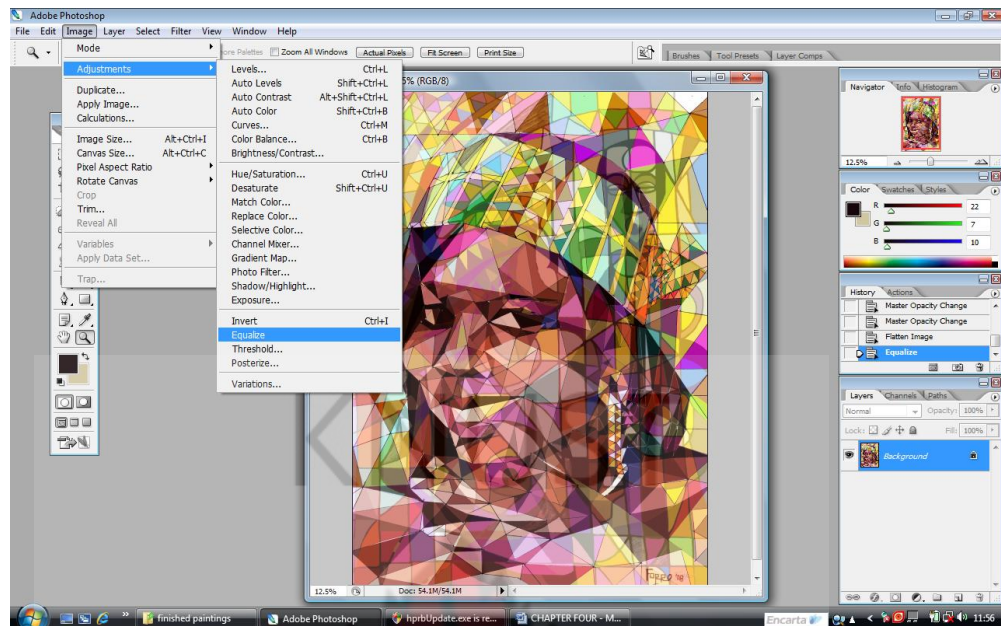 Adobe Photoshop
File Edit Image Layer Select Filter View Window Help
Zoom All Windows Actual Pixels Fit Screen Print Size Brushes Tool Presets Layer Comps
Mode
Adjustments
Duplicate...
Apply Image...
Calculations...
Image Size... Alt+Ctrl+I
Canvas Size... Alt+Ctrl+C
Pixel Aspect Ratio
Rotate Canvas
Crop
Trim...
Reveal All
Variables
Apply Data Set...
Trap...
Levels... Ctrl+L
Auto Levels Shift+Ctrl+L
Auto Contrast Alt+Shift+Ctrl+L
Auto Color Shift+Ctrl+B
Curves... Ctrl+M
Color Balance... Ctrl+B
Brightness/Contrast...
Hue/Saturation... Ctrl+U
Desaturate Shift+Ctrl+U
Match Color...
Replace Color...
Selective Color...
Channel Mixer...
Gradient Map...
Photo Filter...
Shadow/Highlight...
Exposure...
Invert Ctrl+I
Equalize
Threshold...
Posterize...
Variations...
5% (RGB/8)
12.5% Doc: 54.1M/54.1M
Navigator Info Histogram
12.5%
Color Swatches Styles
R 22
G 7
B 10
History Actions
Master Opacity Change
Master Opacity Change
Flatten Image
Equalize
Layers Channels Paths
Normal Opacity: 100%
Lock: Fill: 100%
Background
finished paintings Adobe Photoshop hprbUpdate.exe is re... CHAPTER FOUR - M... Encarta 11:56